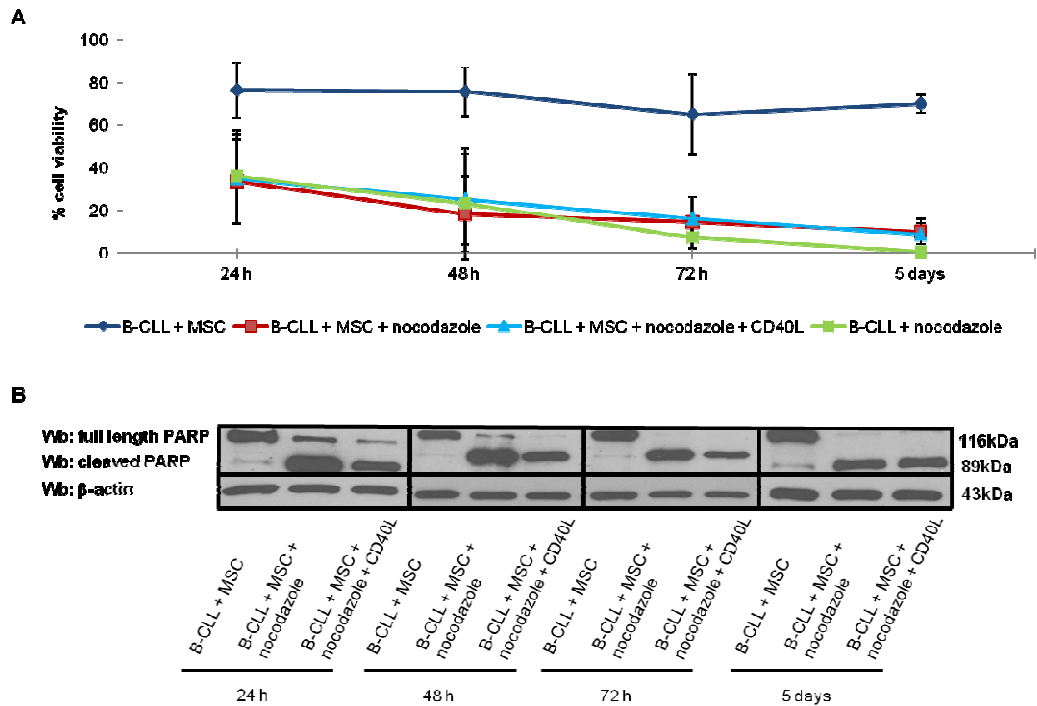 A
100
80
60
40
20
0
% cell viability
24 h
48h
72 h
5 days
B-CLL + MSC
B-CLL + MSC + nocodazole
B-CLL + MSC + nocodazole + CD40L
B-CLL + nocodazole
B
Wb: full length PARP
Wb: cleaved PARP
Wb: β-actin
116kDa
89kDa
43kDa
B-CLL + MSC
B-CLL + MSC +
nocodazole
B-CLL + MSC +
nocodazole + CD40L
B-CLL + MSC
B-CLL + MSC +
nocodazole
B-CLL + MSC +
nocodazole + CD40L
B-CLL + MSC
B-CLL + MSC +
nocodazole
B-CLL + MSC +
nocodazole + CD40L
B-CLL + MSC
B-CLL + MSC +
nocodazole
B-CLL + MSC +
nocodazole + CD40L
24 h
48 h
72 h
5 days